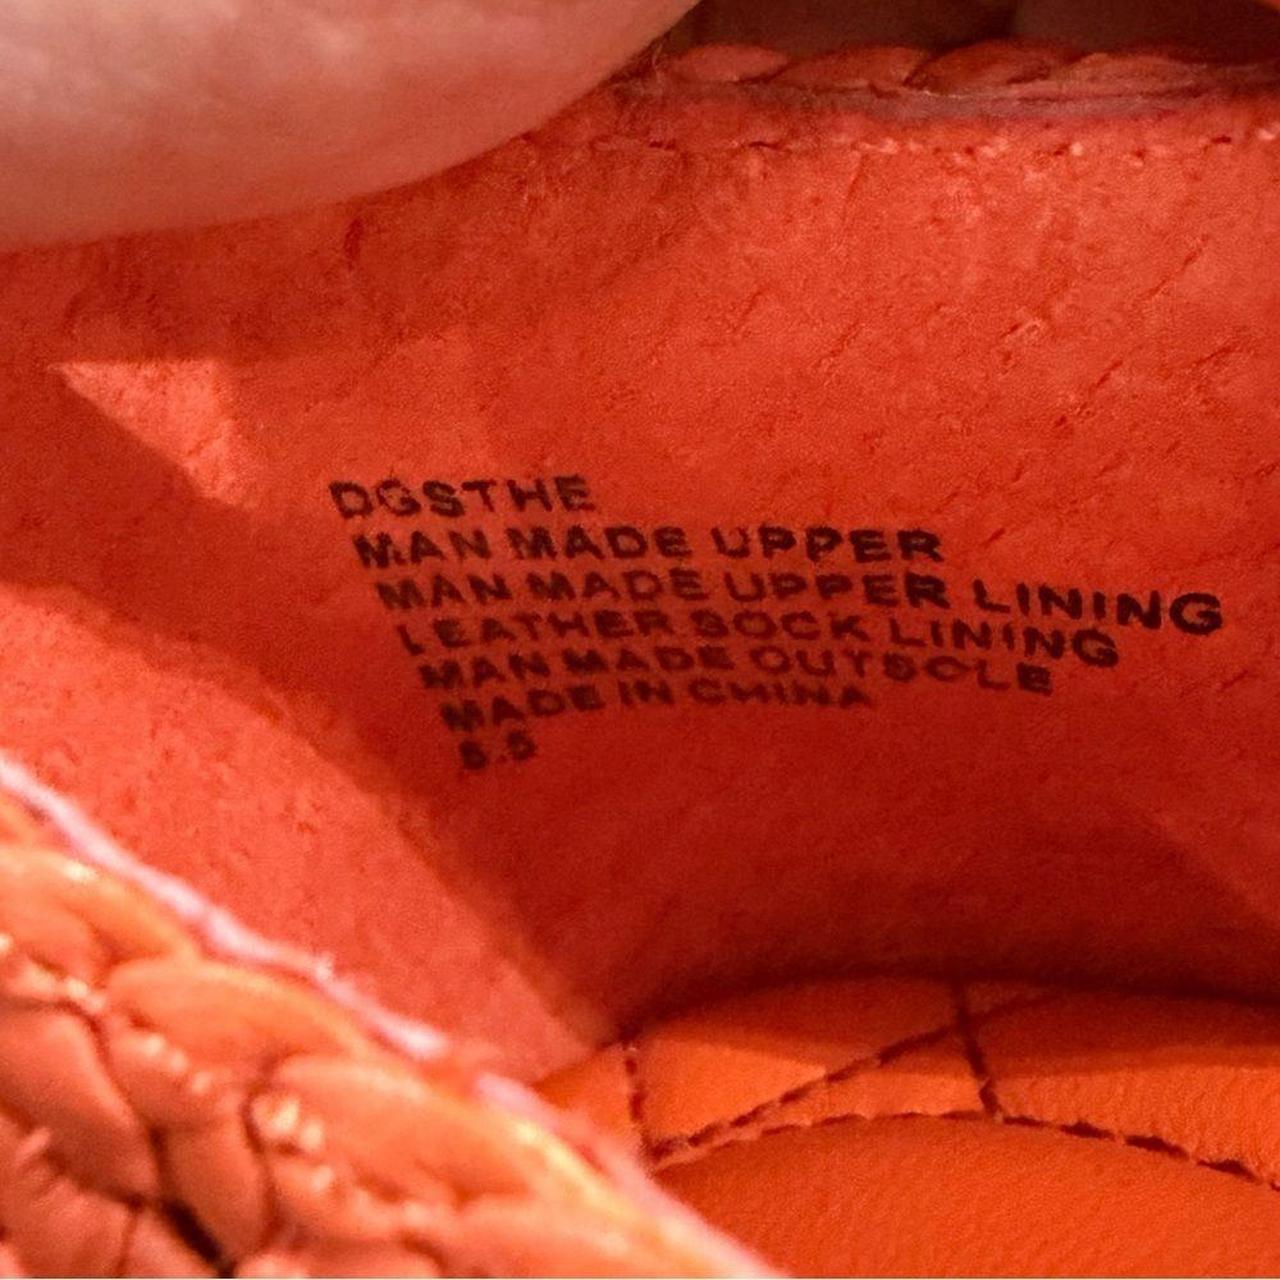 DGSTHE
MAN MADE UPPER
MAN MADE UPPER LINING
LEATHER SOCK LINING
MAN MADE OUTSOLE
MADE IN CHINA